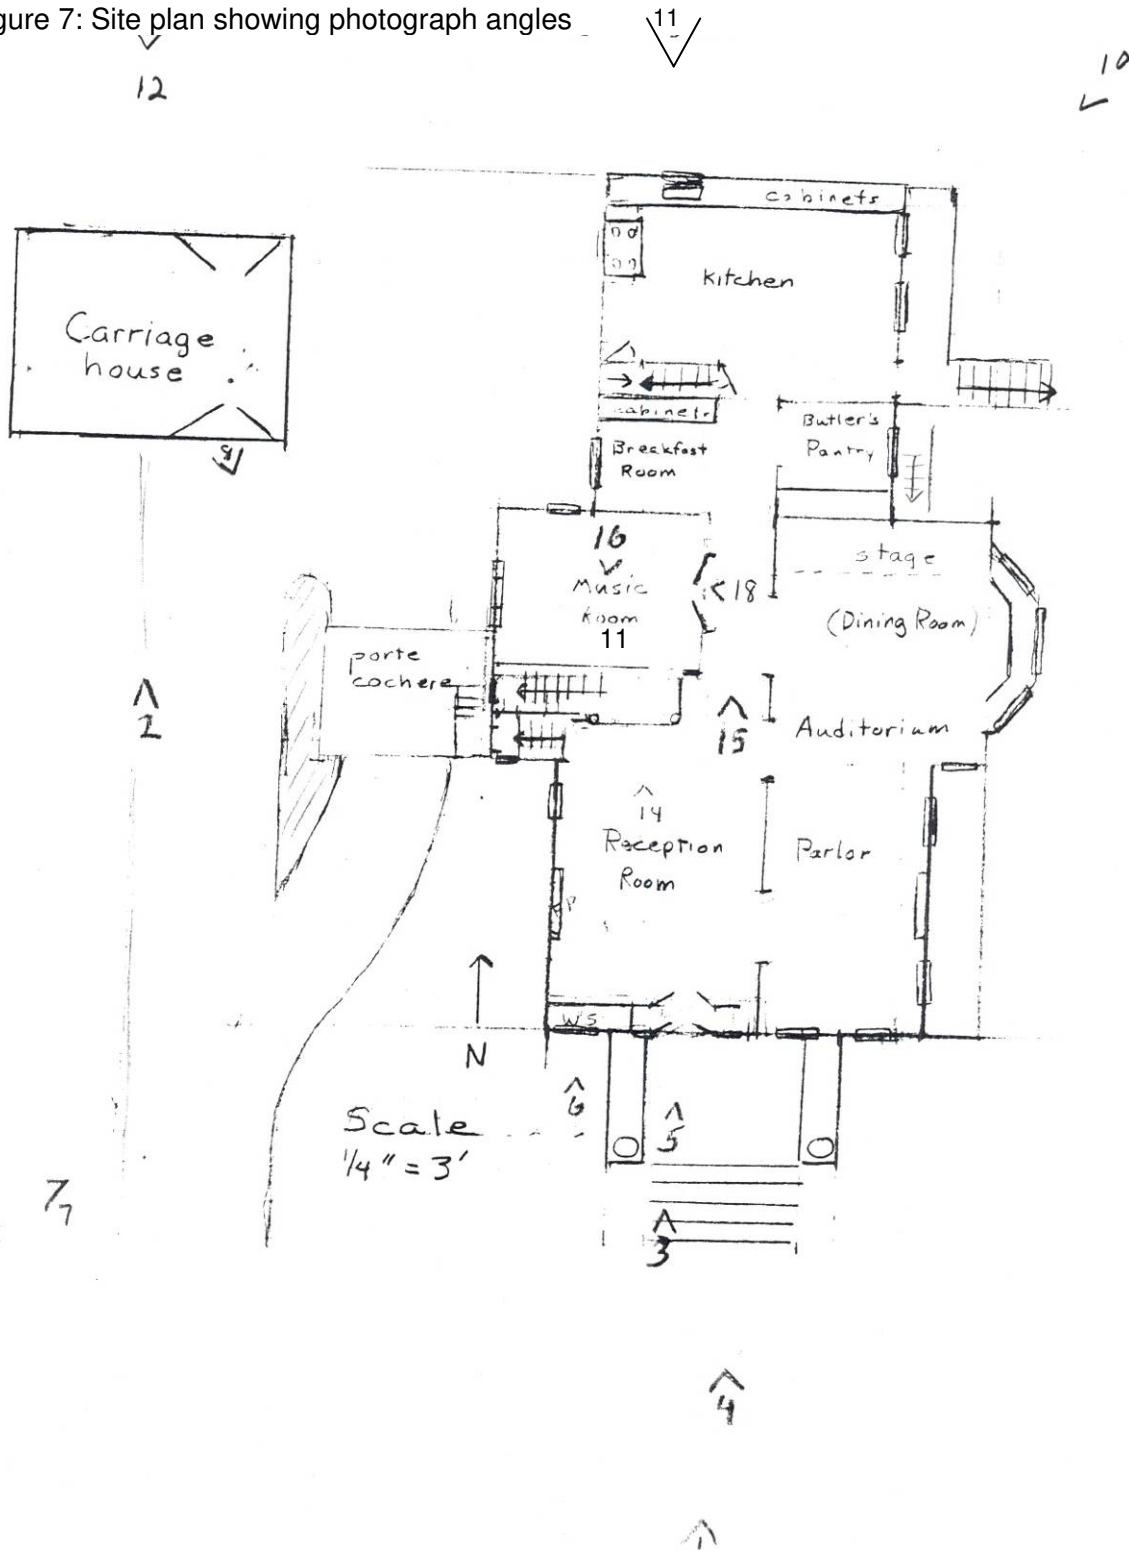 gure 7: Site plan showing photograph angles
11
12
10
cabinets
Kitchen
Carriage
house
cabinets
Butler's
Pantry
Breakfast
Room
16
stage
Music
Room
<18
(Dining Room)
11
porte
cochere
2
15
Auditorium
14
Reception
Room
Parlor
WS
N
6
5
Scale
1/4" = 3'
7
3
4
1